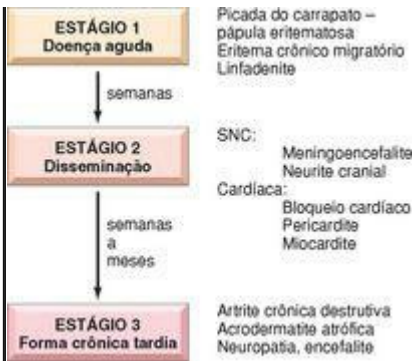 ESTÁGIO 1
Doença aguda
Picada do carrapato –
pápula eritematosa
Eritema crônico migratório
Linfadenite
semanas
ESTÁGIO 2
Disseminação
SNC:
Meningoencefalite
Neurite cranial
Cardíaca:
Bloqueio cardíaco
Pericardite
Miocardite
semanas
a
meses
ESTÁGIO 3
Forma crônica tardia
Artrite crônica destrutiva
Acrodermatite atrófica
Neuropatia, encefalite